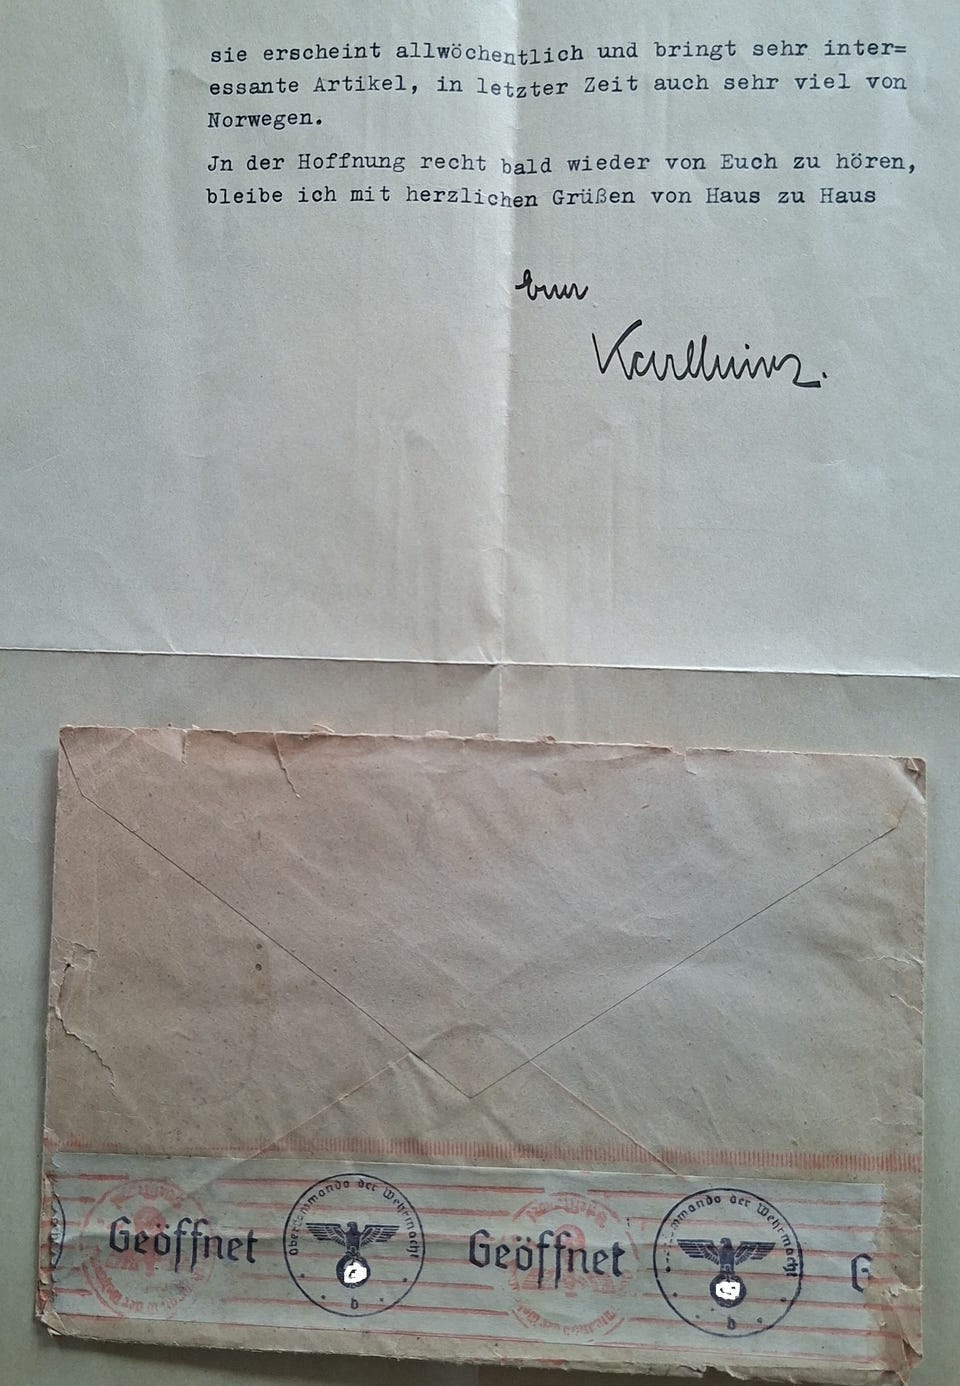 sie erscheint allwöchentlich und bringt sehr inter=
essante Artikel, in letzter Zeit auch sehr viel von
Norwegen.
Jn der Hoffnung recht bald wieder von Euch zu hören,
bleibe ich mit herzlichen Grüßen von Haus zu Haus
Euer
Karlheinz.
Geöffnet
Oberkommando der Wehrmacht
b
Geöffnet
Oberkommando der Wehrmacht
b
G